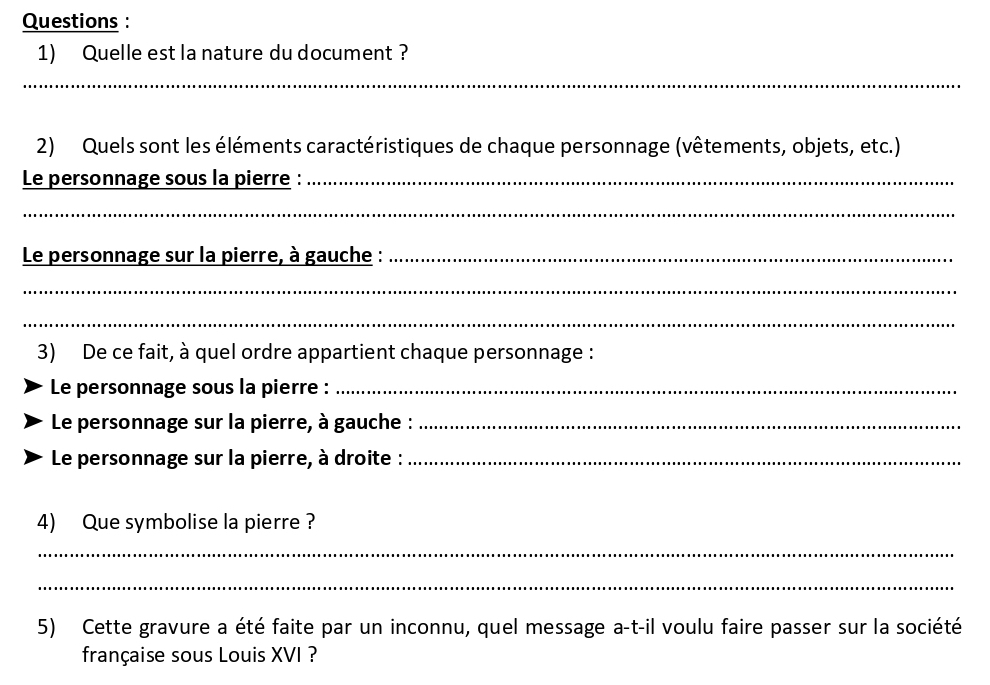 Questions :
1) Quelle est la nature du document ?
………………………………………………………………………………………………………………………………………………
2) Quels sont les éléments caractéristiques de chaque personnage (vêtements, objets, etc.)
Le personnage sous la pierre : ……………………………………………………………………………………………
………………………………………………………………………………………………………………………………………………
Le personnage sur la pierre, à gauche : ………………………………………………………………………………..
………………………………………………………………………………………………………………………………………………
………………………………………………………………………………………………………………………………………………
3) De ce fait, à quel ordre appartient chaque personnage :
➤ Le personnage sous la pierre : …………………………………………………………………………………………
➤ Le personnage sur la pierre, à gauche : ……………………………………………………………………………
➤ Le personnage sur la pierre, à droite : ………………………………………………………………………………
4) Que symbolise la pierre ?
……………………………………………………………………………………………………………………………………………
……………………………………………………………………………………………………………………………………………
5) Cette gravure a été faite par un inconnu, quel message a-t-il voulu faire passer sur la société
française sous Louis XVI ?